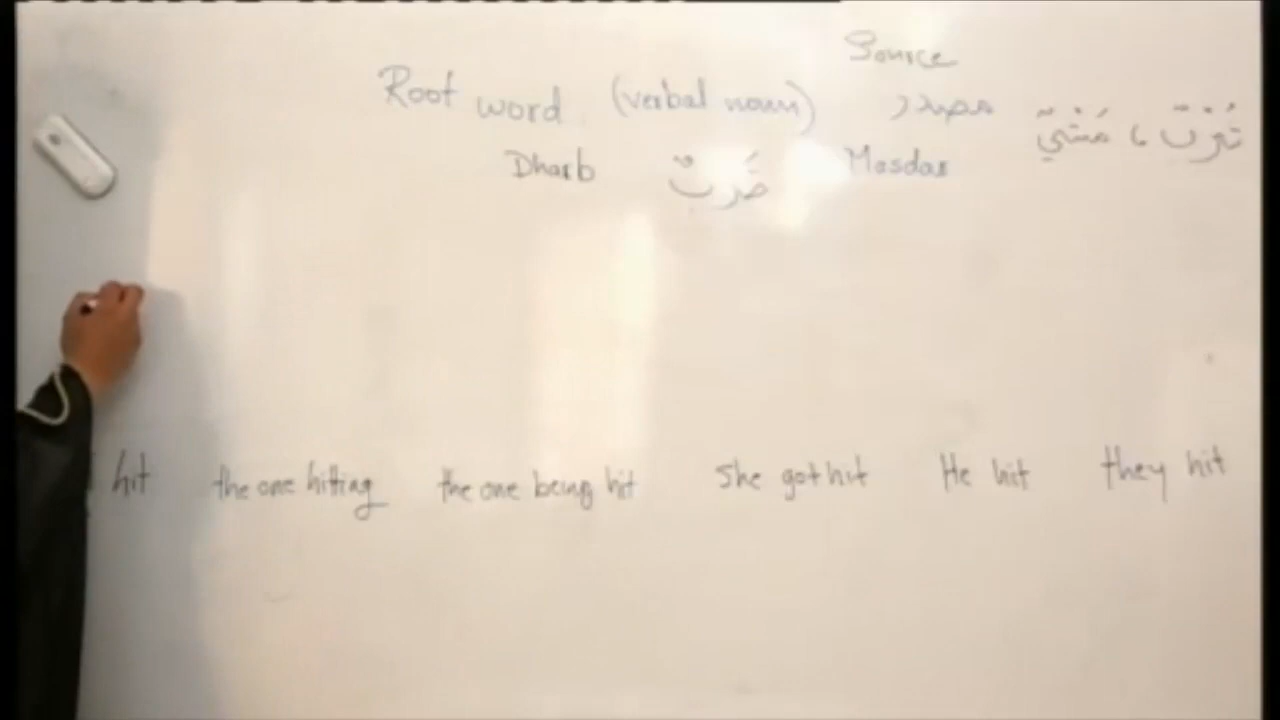 Source
Root word (verbal noun) مصدر
Dharb ضَرْبٌ Masdar
hit the one hitting the one being hit She got hit He hit they hit